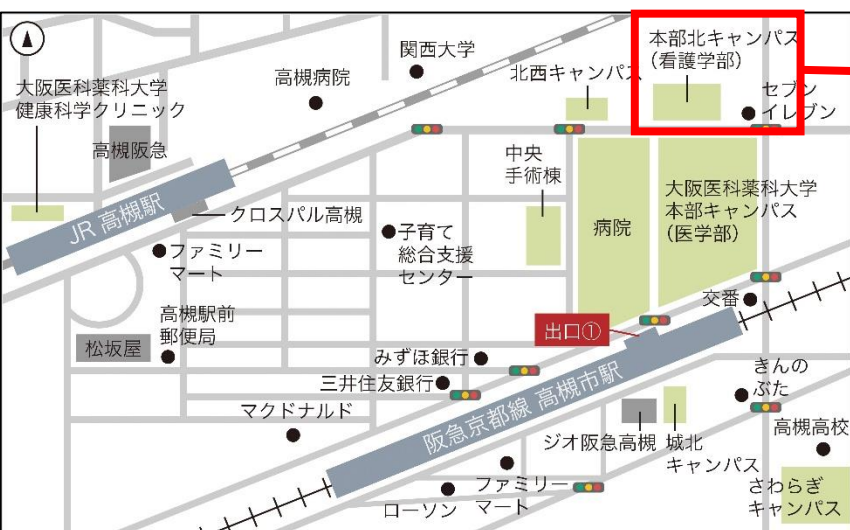 関西大学
本部北キャンパス
(看護学部)
高槻病院
北西キャンパス
大阪医科薬科大学
健康科学クリニック
セブン
イレブン
高槻阪急
中央
手術棟
大阪医科薬科大学
本部キャンパス
(医学部)
JR 高槻駅
クロスパル高槻
病院
子育て
総合支援
センター
ファミリー
マート
交番
高槻駅前
郵便局
出口①
松坂屋
みずほ銀行
きんの
ぶた
三井住友銀行
阪急京都線 高槻市駅
マクドナルド
高槻高校
ジオ阪急高槻
城北
キャンパス
ファミリー
マート
さわらぎ
キャンパス
ローソン